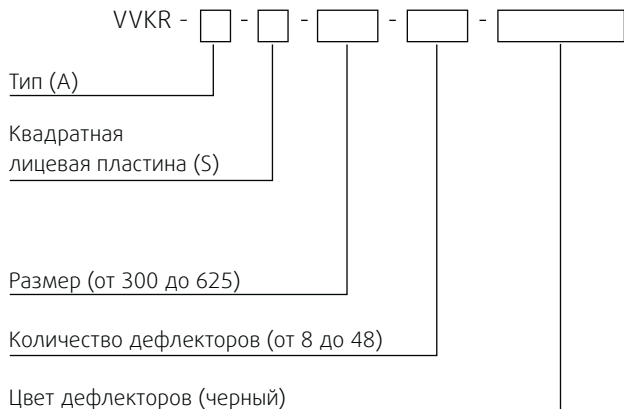 VVKR - - - - -
Тип (A)
Квадратная
лицевая пластина (S)
Размер (от 300 до 625)
Количество дефлекторов (от 8 до 48)
Цвет дефлекторов (черный)